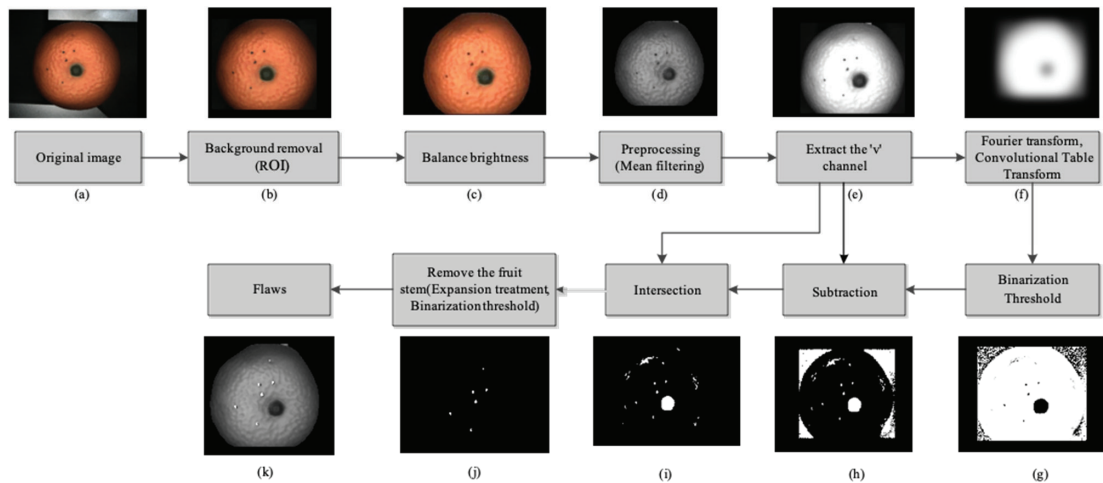 Original image
Background removal
(ROI)
Balance brightness
Preprocessing
(Mean filtering)
Extract the 'v'
channel
Fourier transform,
Convolutional Table
Transform
(a)
(b)
(c)
(d)
(e)
(f)
Flaws
Remove the fruit
stem(Expansion treatment,
Binarization threshold)
Intersection
Subtraction
Binarization
Threshold
(k)
(j)
(i)
(h)
(g)